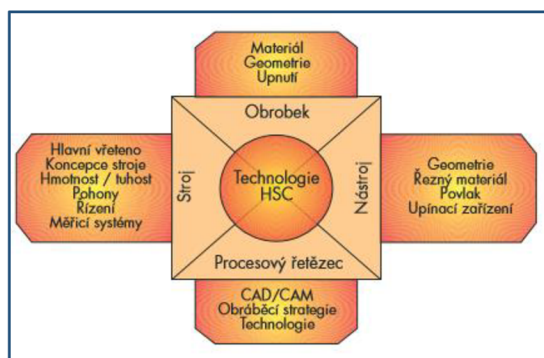 Materiál
Geometrie
Upnutí
Obrobek
Hlavní vřeteno
Koncepce stroje
Hmotnost / tuhost
Pohony
Řízení
Měřicí systémy
Stroj
Technologie
HSC
Nástroj
Geometrie
Řezný materiál
Povlak
Upínací zařízení
Procesový řetězec
CAD/CAM
Obráběcí strategie
Technologie